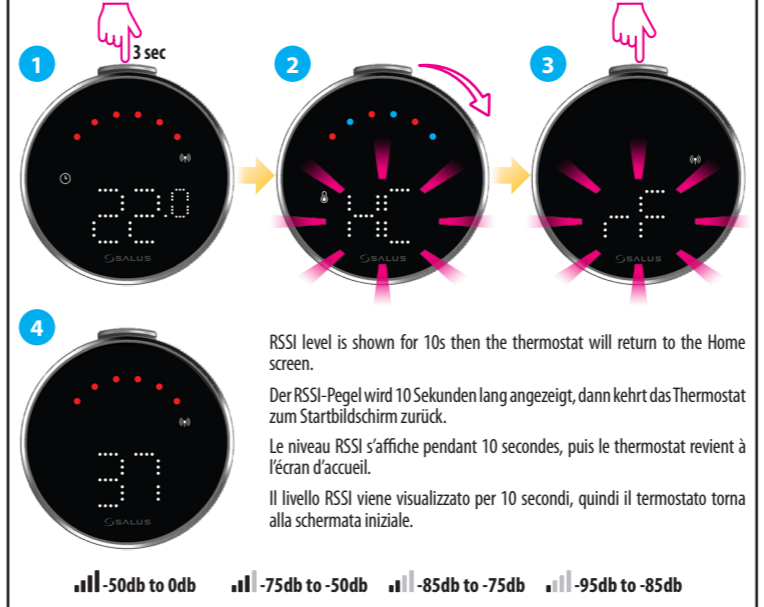 3 sec
1
2
3
22.0
HC
rF
SALUS
SALUS
SALUS
4
37
SALUS
RSSI level is shown for 10s then the thermostat will return to the Home
screen.
Der RSSI-Pegel wird 10 Sekunden lang angezeigt, dann kehrt das Thermostat
zum Startbildschirm zurück.
Le niveau RSSI s’affiche pendant 10 secondes, puis le thermostat revient à
l’écran d’accueil.
Il livello RSSI viene visualizzato per 10 secondi, quindi il termostato torna
alla schermata iniziale.
-50db to 0db -75db to -50db -85db to -75db -95db to -85db